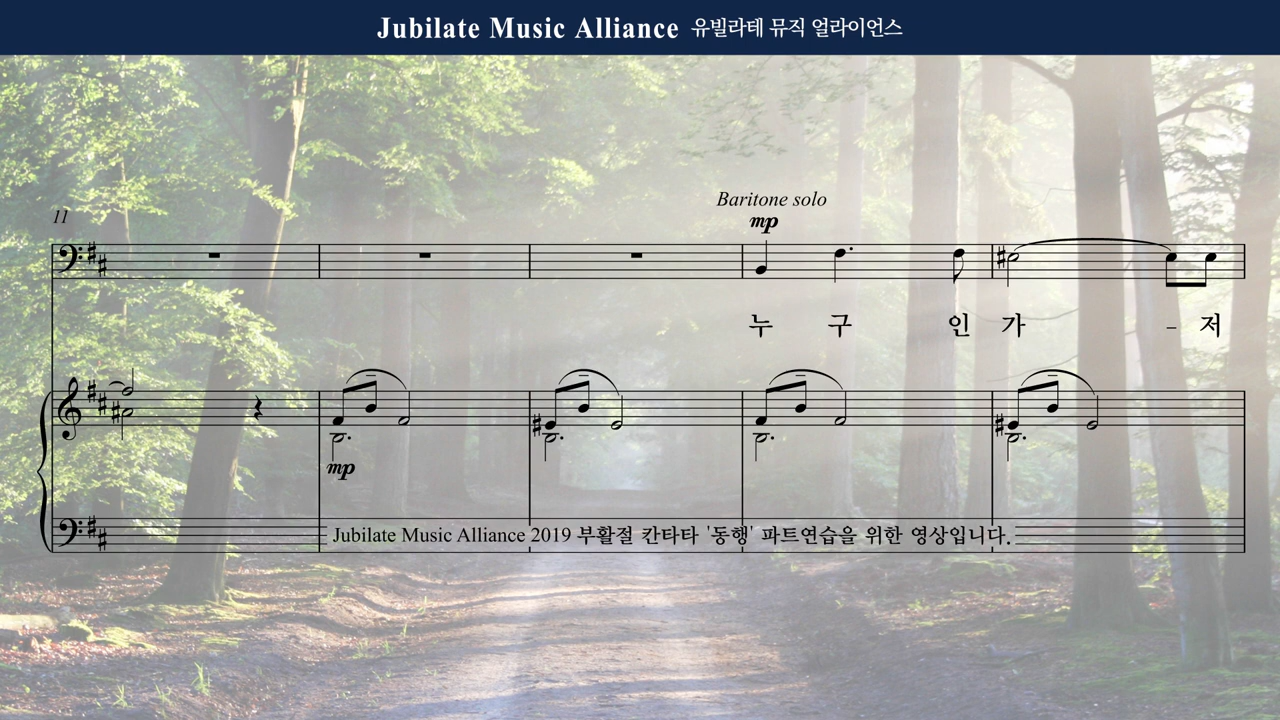 Jubilate Music Alliance 유빌라테 뮤직 얼라이언스
11
Baritone solo
mp
누 구 인 가 - 저
mp
Jubilate Music Alliance 2019 부활절 칸타타 '동행' 파트연습을 위한 영상입니다.